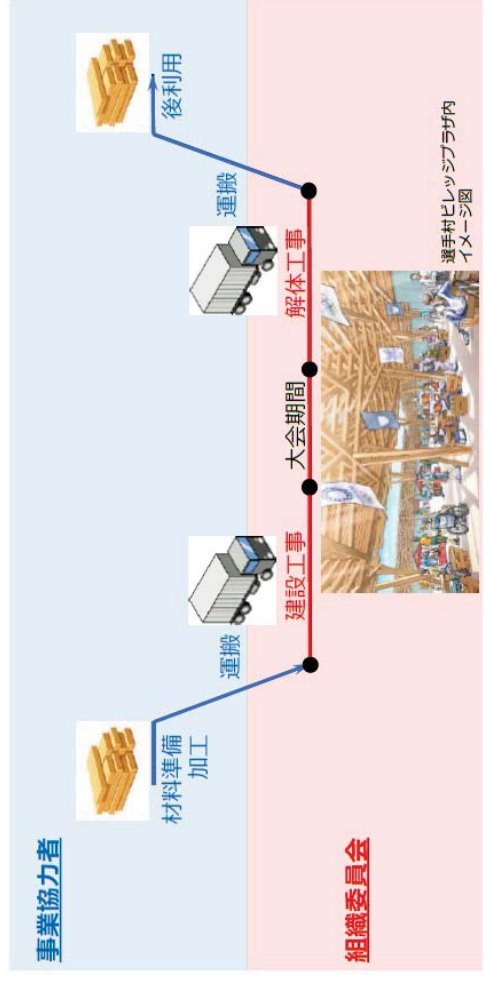 事業協力者
材料準備
加工
運搬
運搬
後利用
組織委員会
建設工事
大会期間
解体工事
選手村ビレッジプラザ内
イメージ図